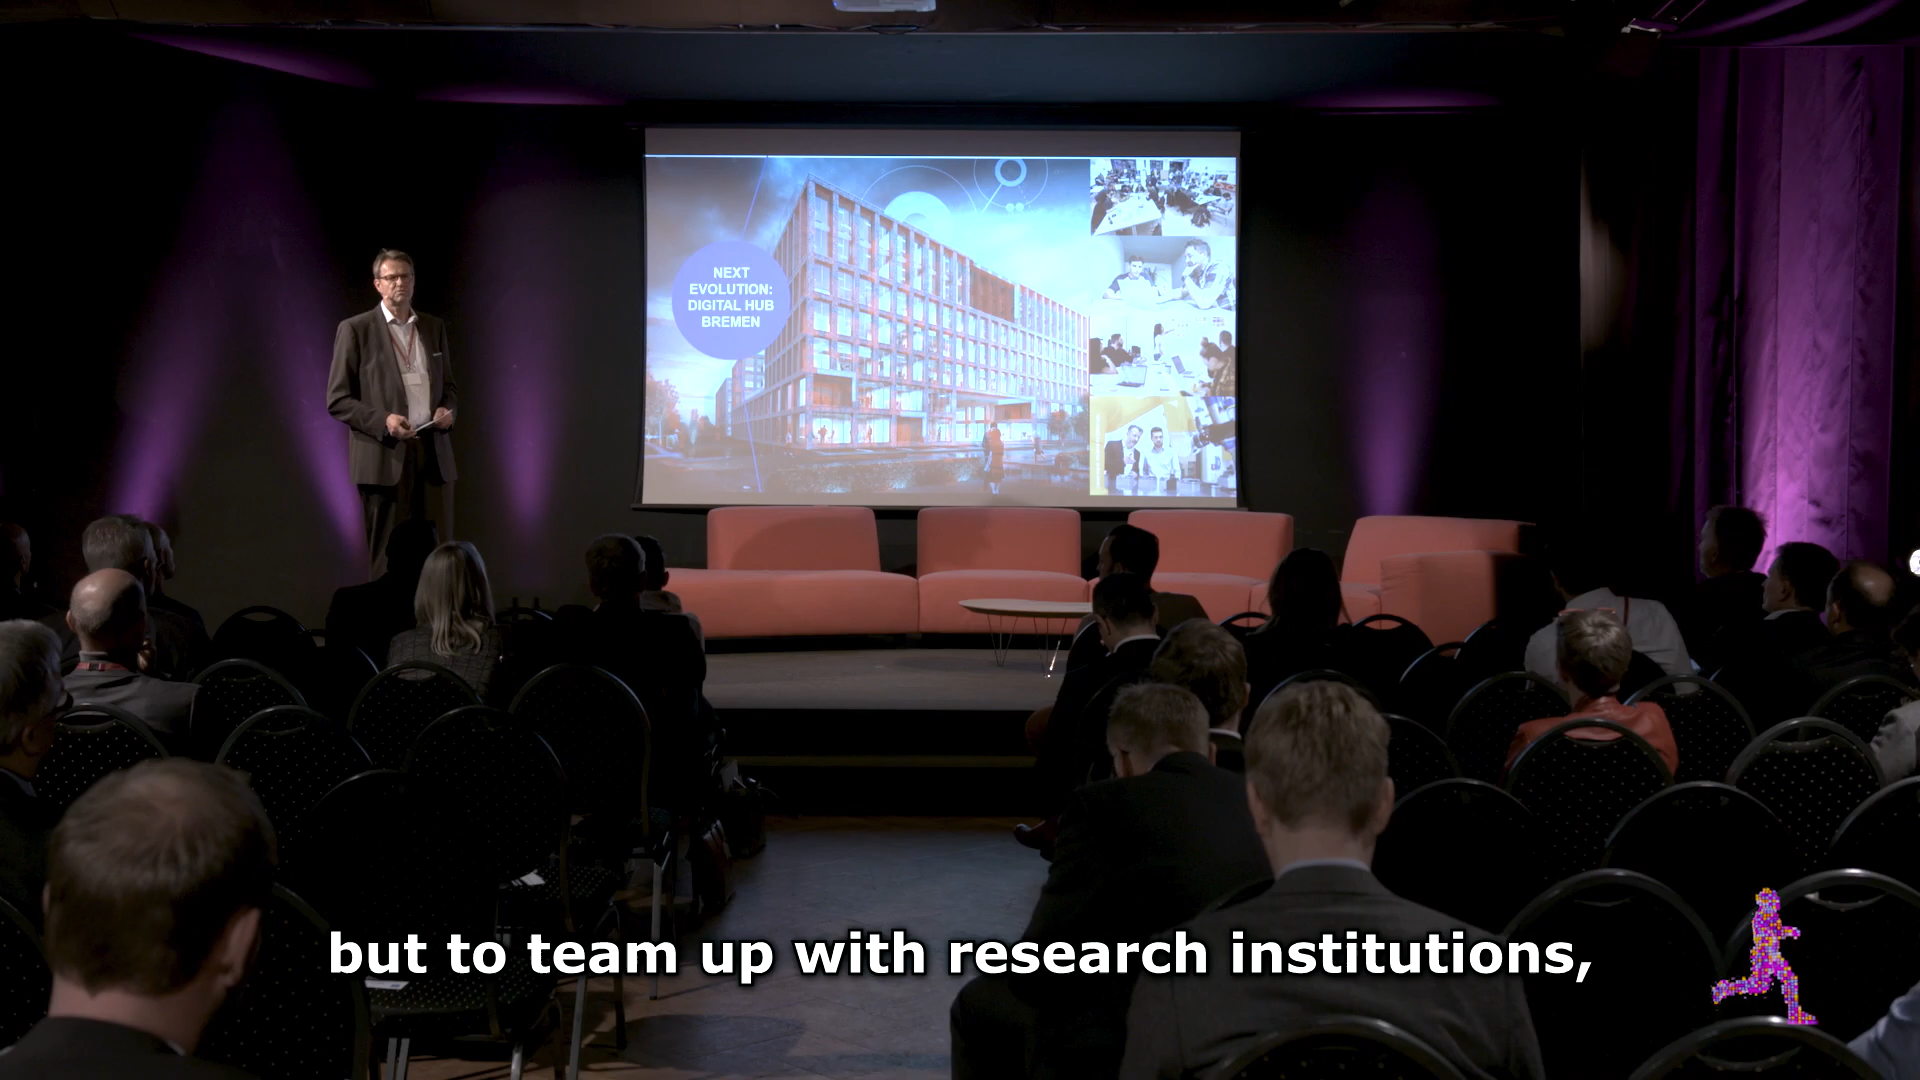 NEXT
EVOLUTION:
DIGITAL HUB
BREMEN
but to team up with research institutions,